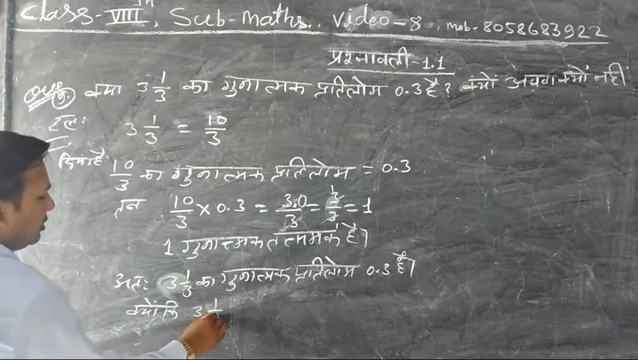 Class-VIII th, Sub-maths, Video-8, mob-8058683922
प्रश्नावली-1.1
Ques 9. क्या 3 1/3 का गुणात्मक प्रतिलोम 0.3 है? क्यों अथवा क्यों नहीं
हल: 3 1/3 = 10/3
दिया है 10/3 का गुणात्मक प्रतिलोम = 0.3
तब 10/3 × 0.3 = 3.0/3 = 3/3 = 1
1 गुणात्मक तत्समक है।
अत: 3 1/3 का गुणात्मक प्रतिलोम 0.3 है।
क्योंकि 3 1